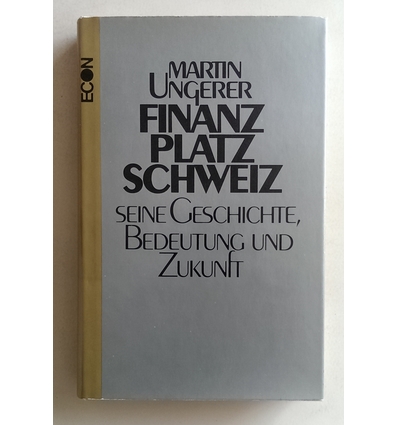 ECON
MARTIN
UNGERER
FINANZ
PLATZ
SCHWEIZ
SEINE GESCHICHTE,
BEDEUTUNG UND
ZUKUNFT